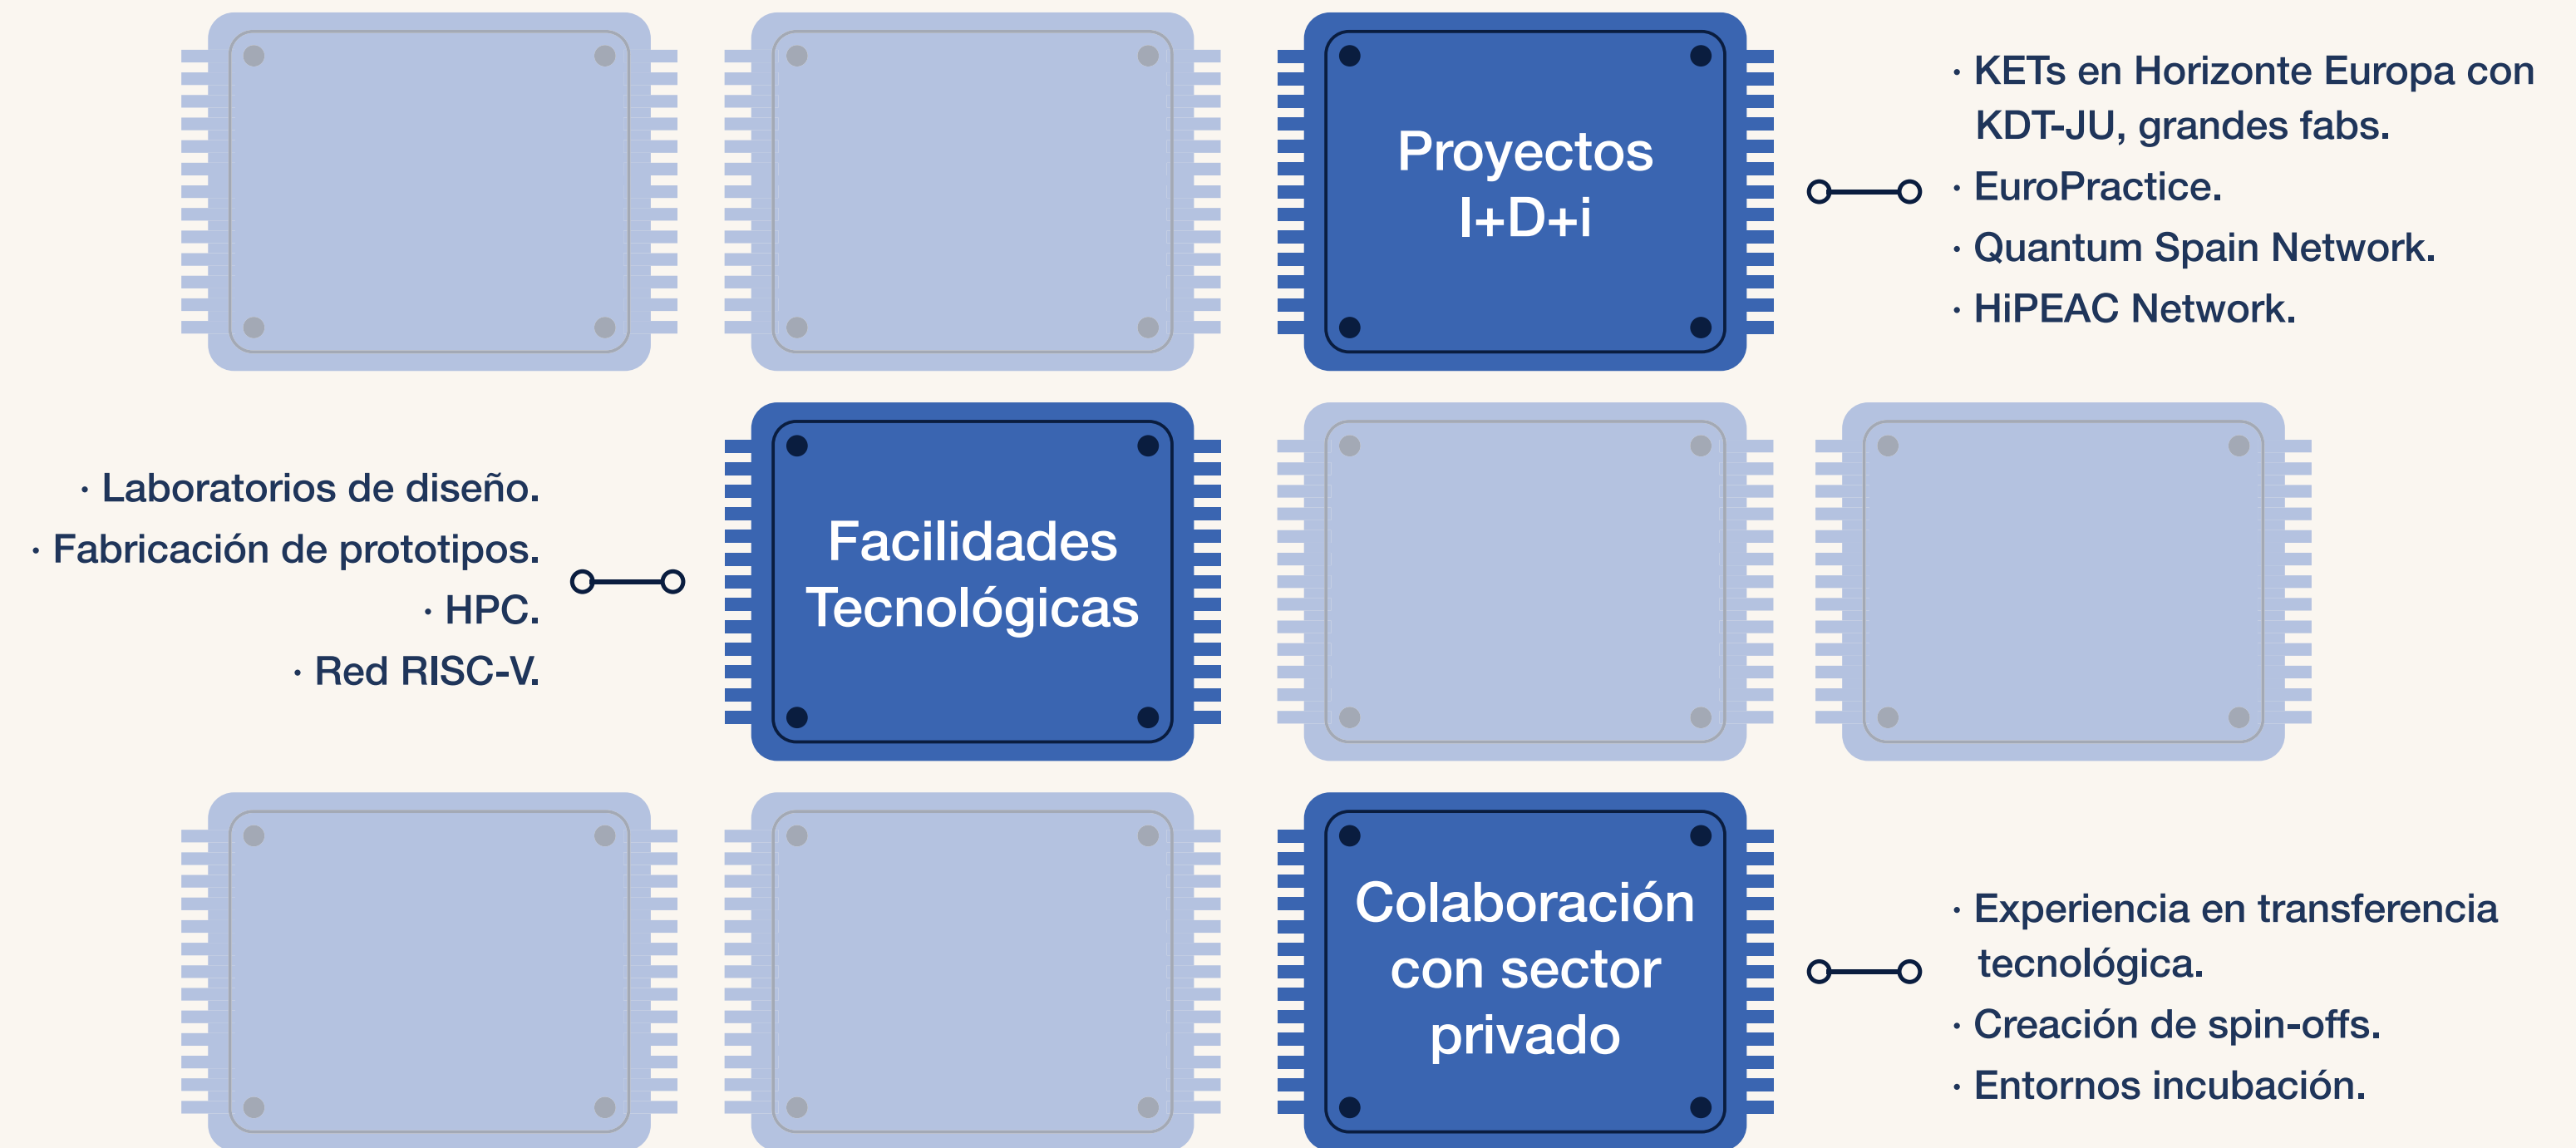 Proyectos
I+D+i
· KETs en Horizonte Europa con
KDT-JU, grandes fabs.
· EuroPractice.
· Quantum Spain Network.
· HiPEAC Network.
· Laboratorios de diseño.
· Fabricación de prototipos.
· HPC.
· Red RISC-V.
Facilidades
Tecnológicas
Colaboración
con sector
privado
· Experiencia en transferencia
tecnológica.
· Creación de spin-offs.
· Entornos incubación.